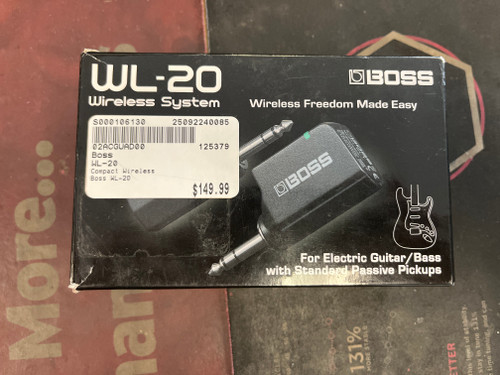 WL-20
Wireless System
BOSS
Wireless Freedom Made Easy
S000106130 25092240085
02ACGUAD00 125379
Boss
WL-20
Compact Wireless
Boss WL-20
$149.99
BOSS
For Electric Guitar/Bass
with Standard Passive Pickups
More...
131%